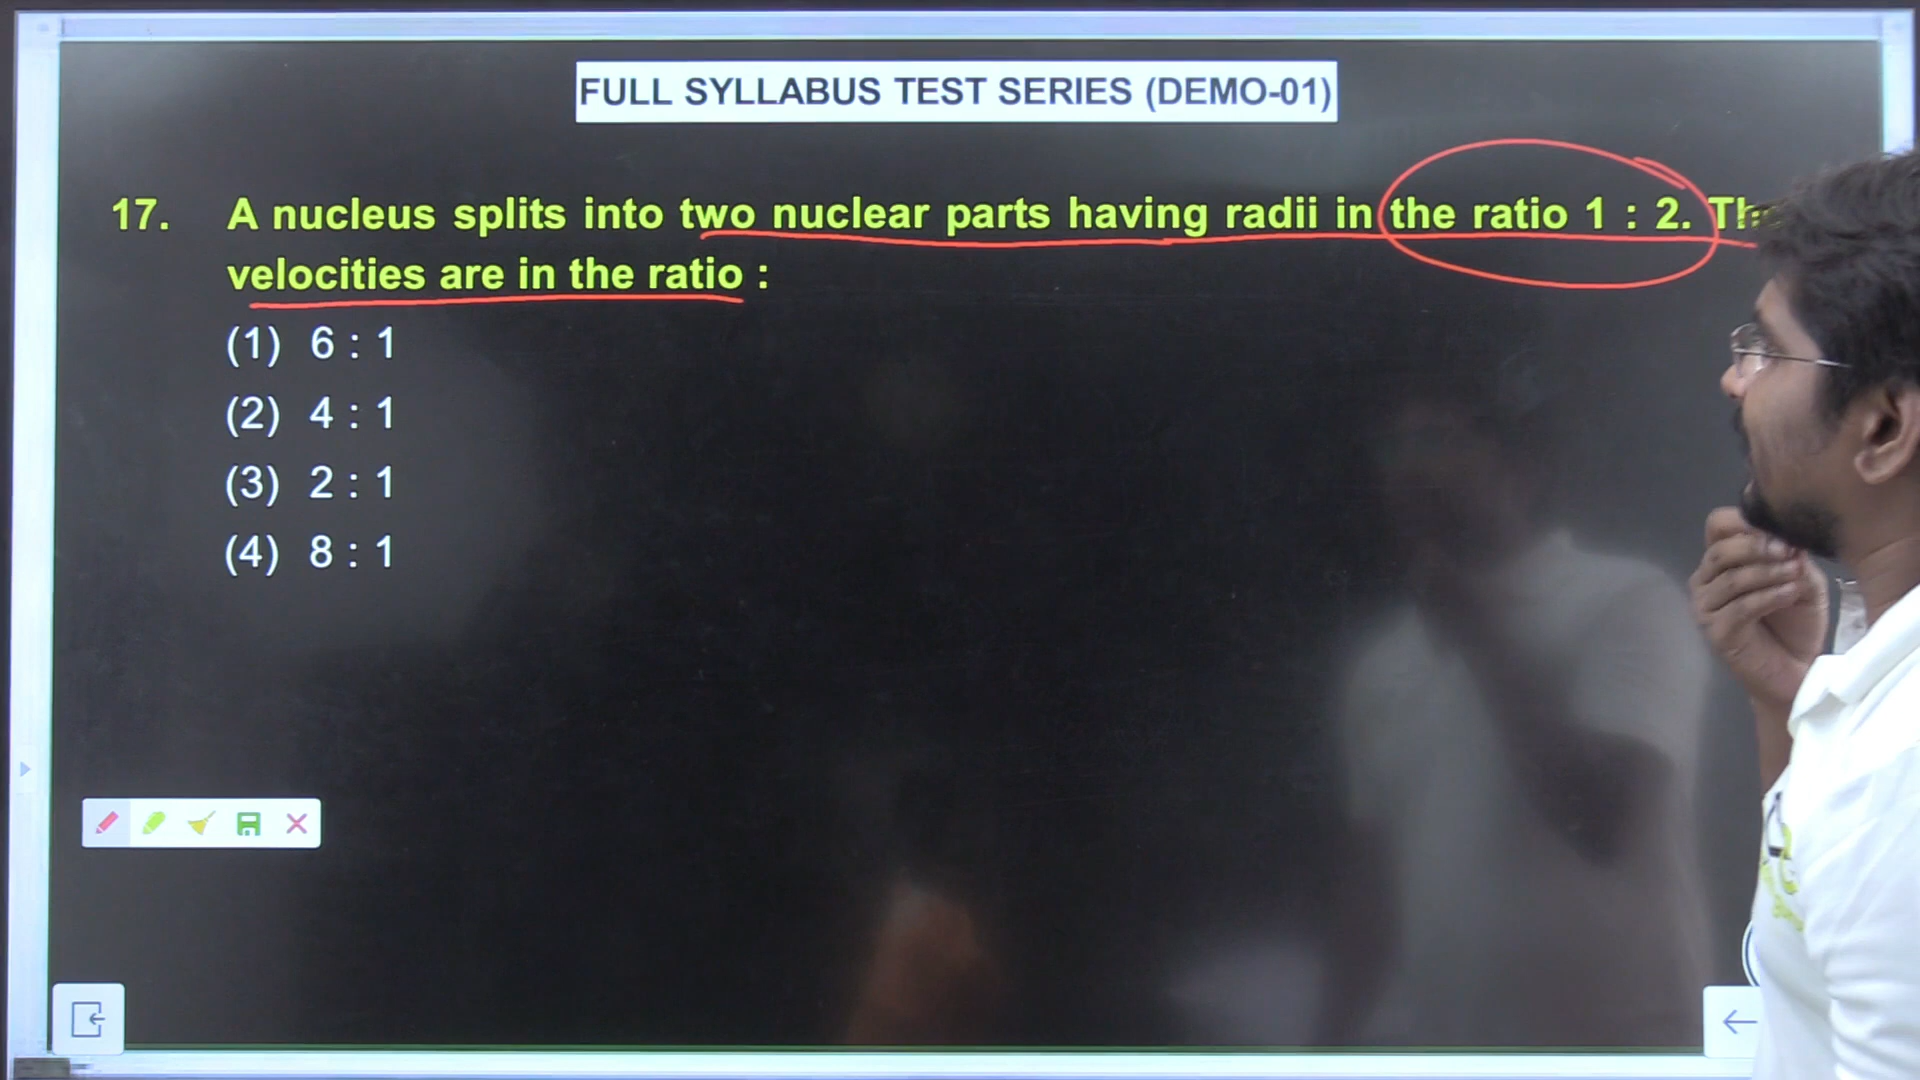 FULL SYLLABUS TEST SERIES (DEMO-01)
17. A nucleus splits into two nuclear parts having radii in the ratio 1 : 2.
velocities are in the ratio :
(1) 6 : 1
(2) 4 : 1
(3) 2 : 1
(4) 8 : 1